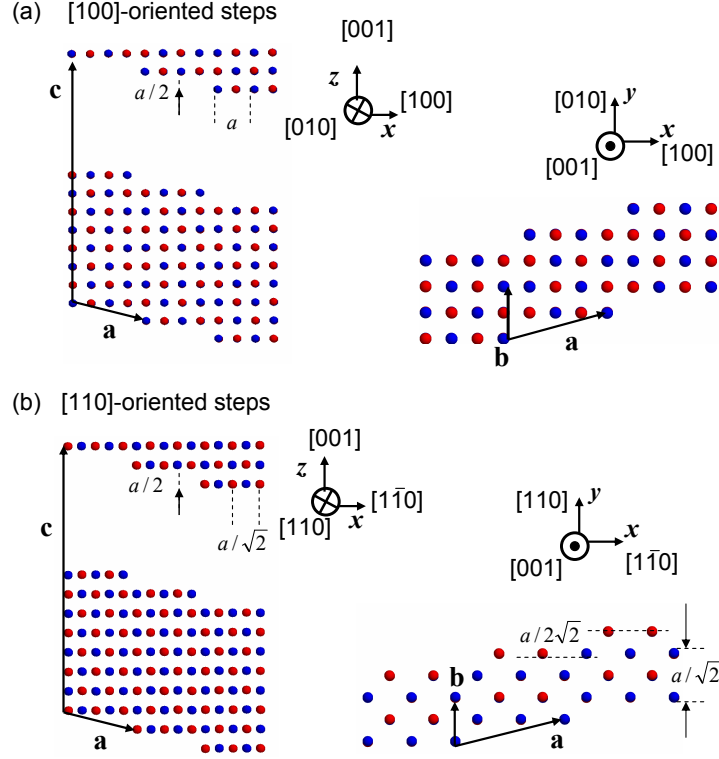 (a) [100]-oriented steps
[001]
c
a/2
z
[100]
[010]
x
a
[010]
y
x
[001]
[100]
a
b
a
(b) [110]-oriented steps
[001]
a/2
z
[11̄0]
c
[110]
x
a/√2
[110]
y
x
[001]
[11̄0]
a/2√2
b
a/√2
a
a